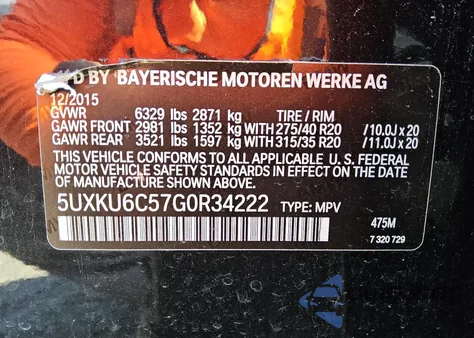 BY BAYERISCHE MOTOREN WERKE AG
12/2015
GVWR 6329 lbs 2871 kg TIRE / RIM
GAWR FRONT 2981 lbs 1352 kg WITH 275/40 R20 /10.0J x 20
GAWR REAR 3521 lbs 1597 kg WITH 315/35 R20 /11.0J x 20
THIS VEHICLE CONFORMS TO ALL APPLICABLE U. S. FEDERAL
MOTOR VEHICLE SAFETY STANDARDS IN EFFECT ON THE
DATE OF MANUFACTURE SHOWN ABOVE.
5UXKU6C57G0R34222 TYPE: MPV
475M
7 320 729